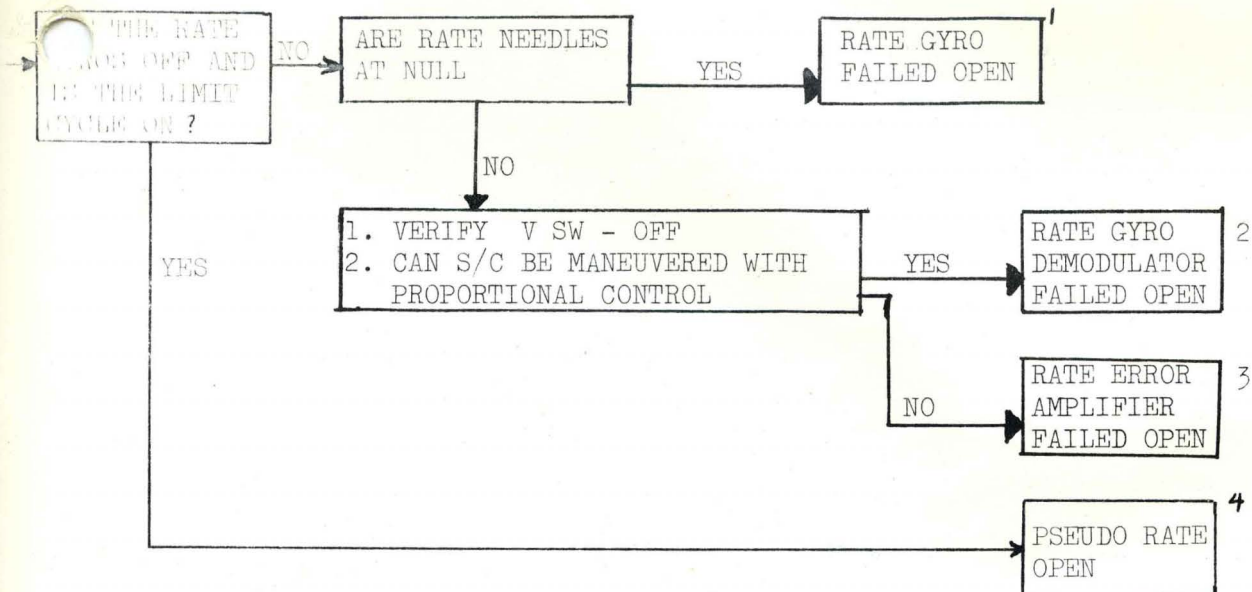 THE RATE
OFF AND
THE LIMIT
CYCLE ON ?
NO
ARE RATE NEEDLES
AT NULL
YES
RATE GYRO
FAILED OPEN
1
NO
1. VERIFY V SW - OFF
2. CAN S/C BE MANEUVERED WITH
PROPORTIONAL CONTROL
YES
RATE GYRO
DEMODULATOR
FAILED OPEN
2
NO
RATE ERROR
AMPLIFIER
FAILED OPEN
3
YES
PSEUDO RATE
OPEN
4